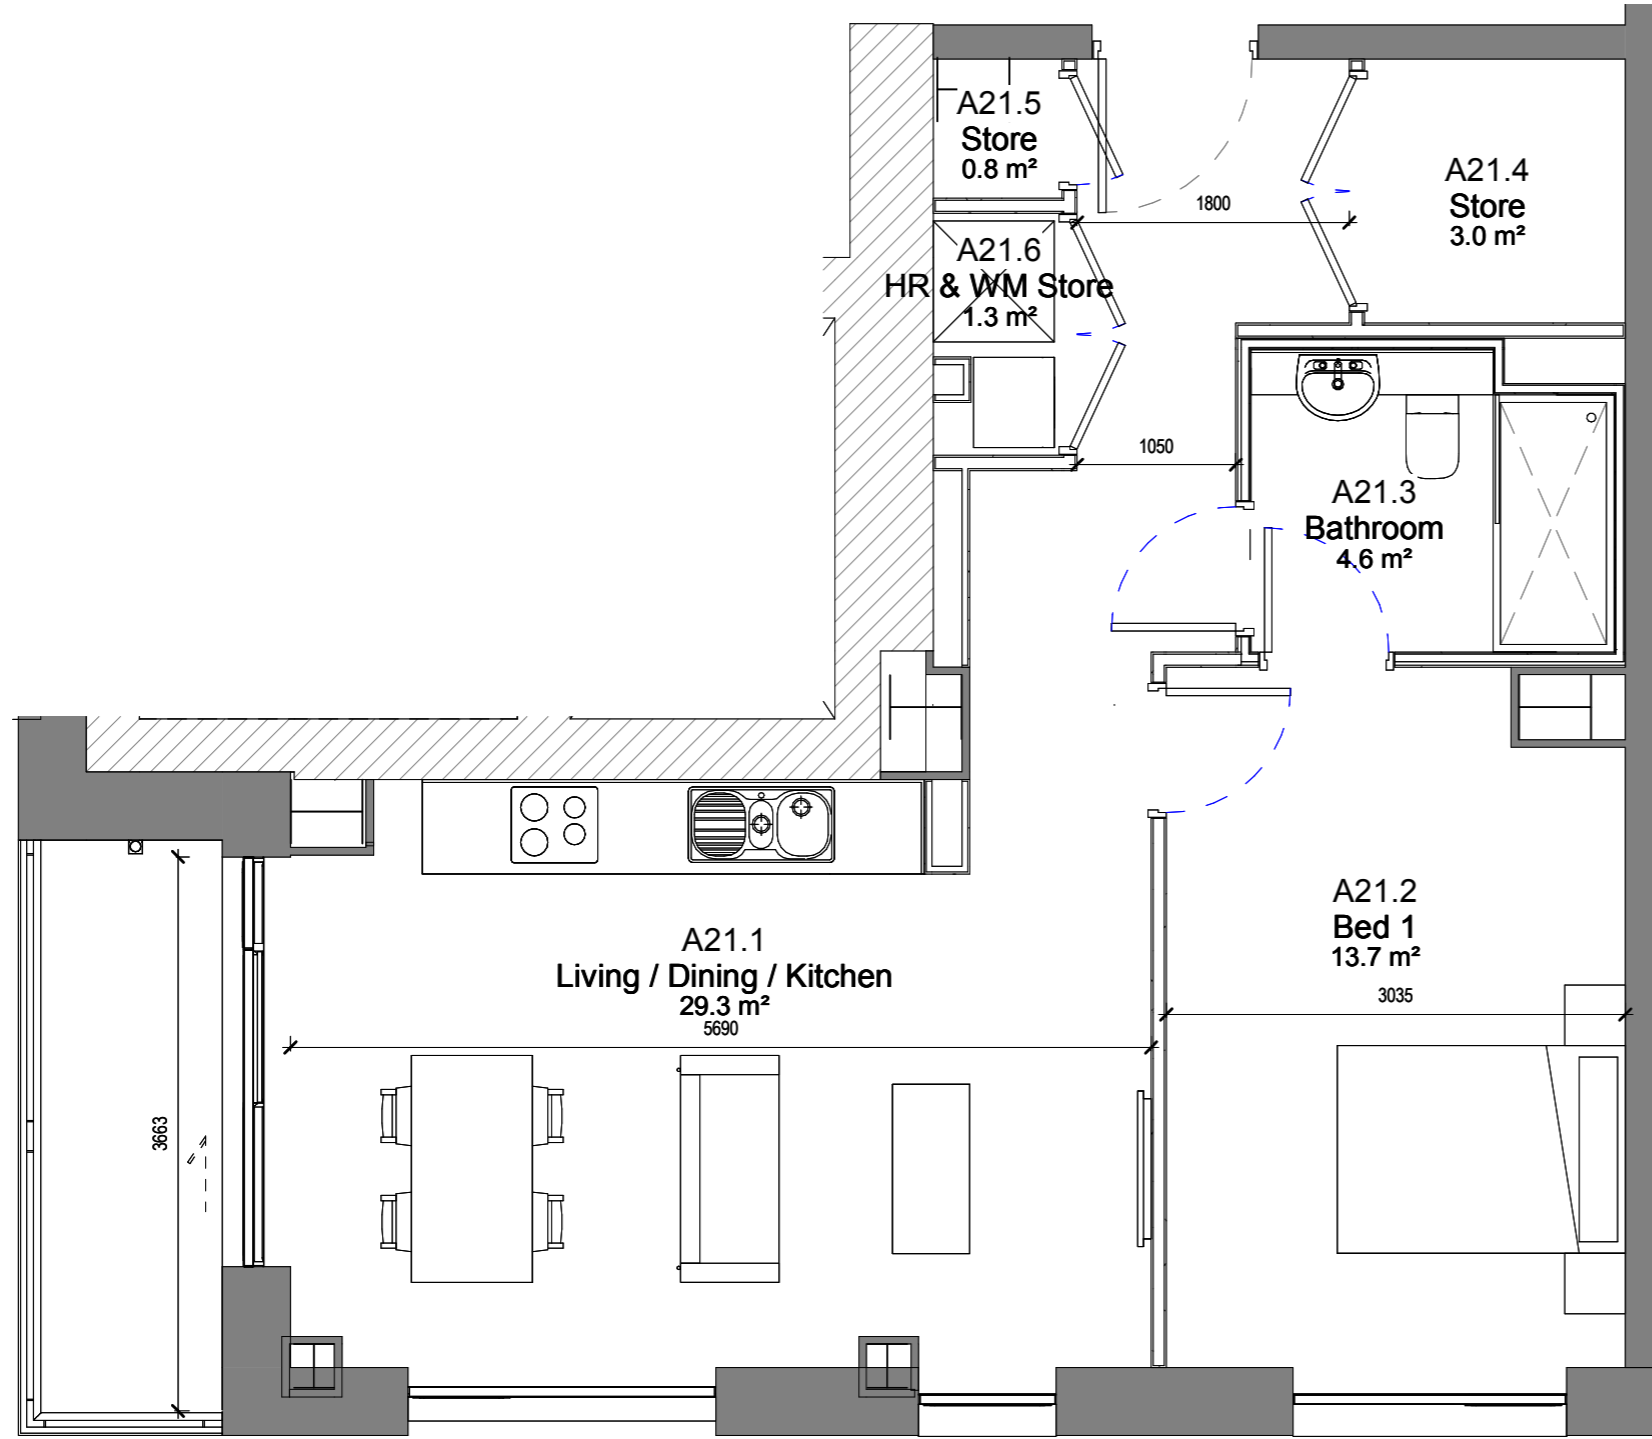 A21.5
Store
0.8 m²
A21.4
Store
3.0 m²
1800
A21.6
HR & WM Store
1.3 m²
1050
A21.3
Bathroom
4.6 m²
A21.2
Bed 1
13.7 m²
3035
A21.1
Living / Dining / Kitchen
29.3 m²
5690
3663